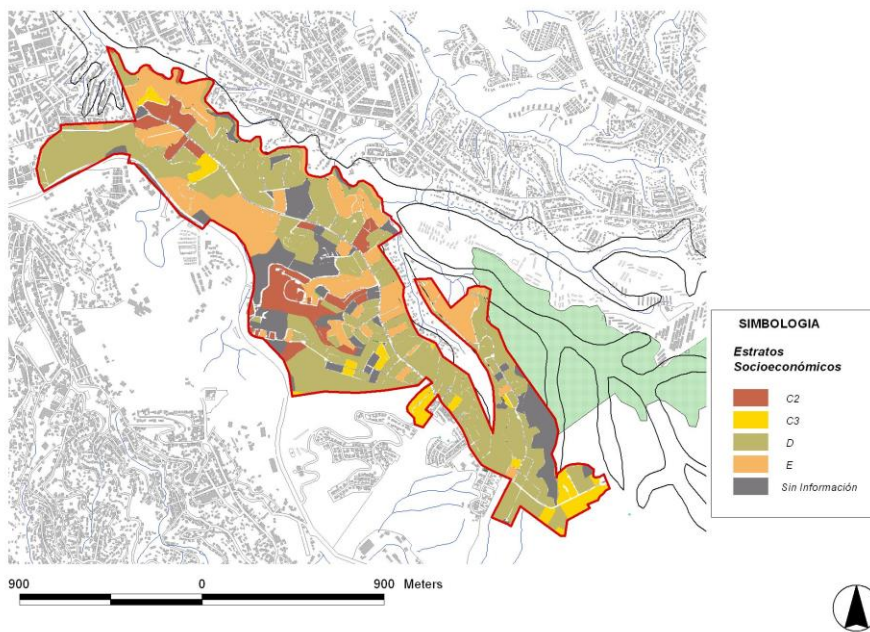 SIMBOLOGIA
Estratos
Socioeconómicos
C2
C3
D
E
Sin Información
900 0 900 Meters